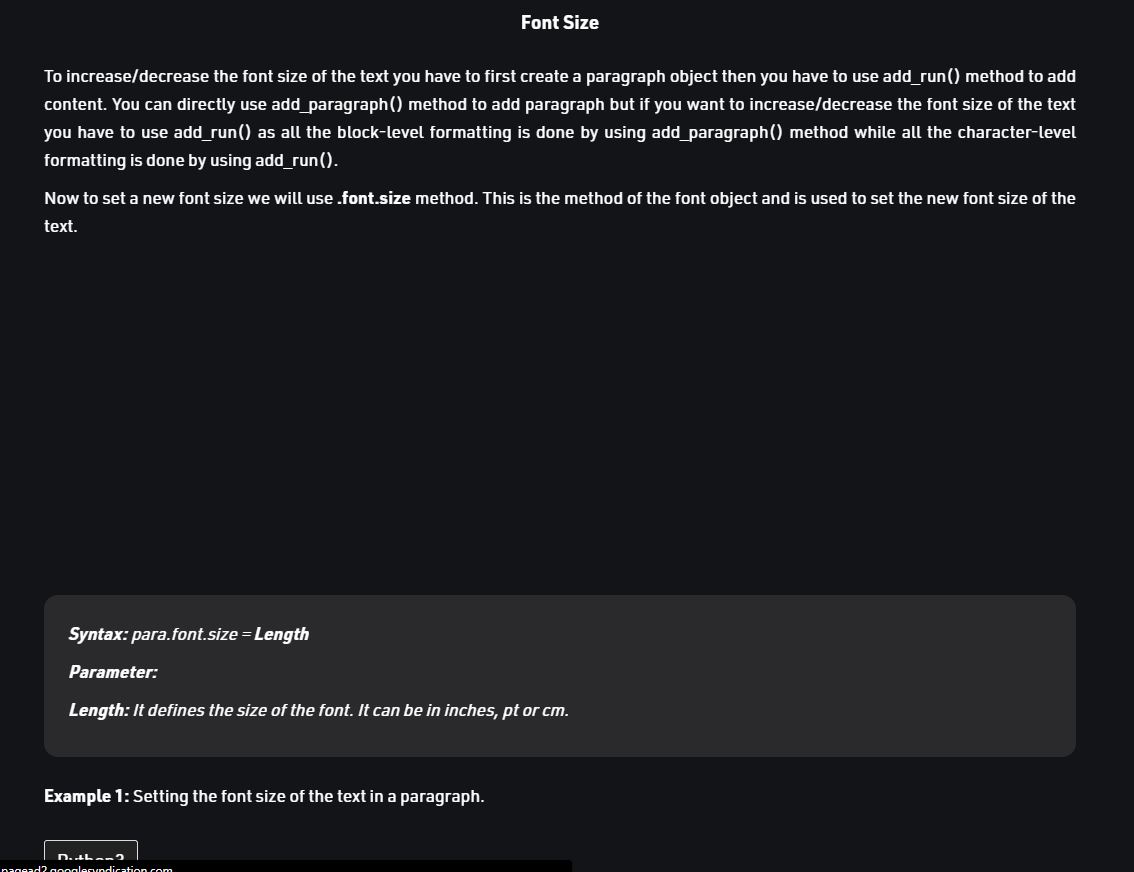 Font Size
To increase/decrease the font size of the text you have to first create a paragraph object then you have to use add_run() method to add
content. You can directly use add_paragraph() method to add paragraph but if you want to increase/decrease the font size of the text
you have to use add_run() as all the block-level formatting is done by using add_paragraph() method while all the character-level
formatting is done by using add_run().
Now to set a new font size we will use .font.size method. This is the method of the font object and is used to set the new font size of the
text.
Syntax: para.font.size = Length
Parameter:
Length: It defines the size of the font. It can be in inches, pt or cm.
Example 1: Setting the font size of the text in a paragraph.
Python3
pagead2.googlesyndication.com